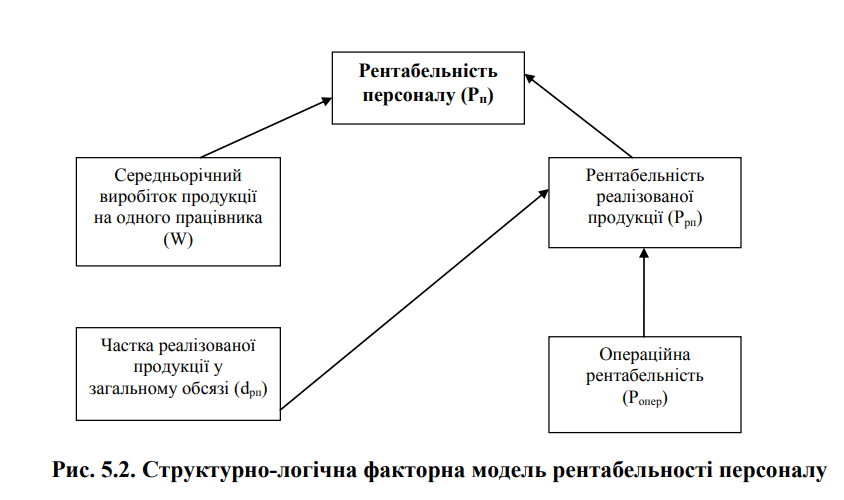 Рентабельність
персоналу (Рп)
Середньорічний
виробіток продукції
на одного працівника
(W)
Рентабельність
реалізованої
продукції (Ррп)
Частка реалізованої
продукції у
загальному обсязі (dрп)
Операційна
рентабельність
(Ропер)
Рис. 5.2. Структурно-логічна факторна модель рентабельності персоналу